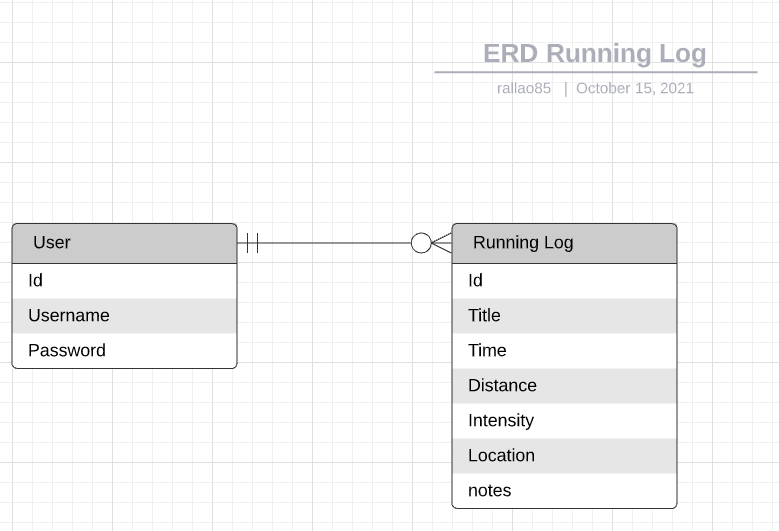 ERD Running Log
rallao85 | October 15, 2021
User
Id
Username
Password
Running Log
Id
Title
Time
Distance
Intensity
Location
notes